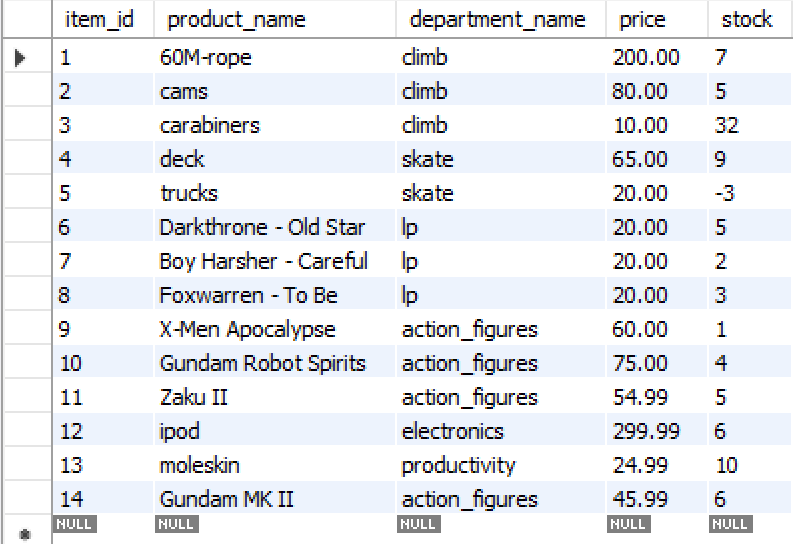 item_id product_name department_name price stock
1 60M-rope climb 200.00 7
2 cams climb 80.00 5
3 carabiners climb 10.00 32
4 deck skate 65.00 9
5 trucks skate 20.00 -3
6 Darkthrone - Old Star lp 20.00 5
7 Boy Harsher - Careful lp 20.00 2
8 Foxwarren - To Be lp 20.00 3
9 X-Men Apocalypse action_figures 60.00 1
10 Gundam Robot Spirits action_figures 75.00 4
11 Zaku II action_figures 54.99 5
12 ipod electronics 299.99 6
13 moleskin productivity 24.99 10
14 Gundam MK II action_figures 45.99 6
NULL NULL NULL NULL NULL